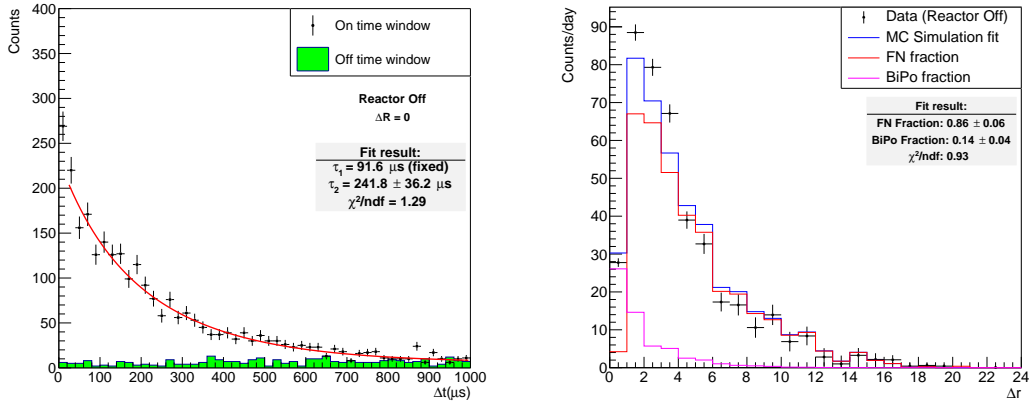 Counts
400
350
300
250
200
150
100
50
0
0 100 200 300 400 500 600 700 800 900 1000
Δt(μs)
On time window
Off time window
Reactor Off
ΔR = 0
Fit result:
τ1 = 91.6 μs (fixed)
τ2 = 241.8 ± 36.2 μs
χ²/ndf = 1.29
Counts/day
90
80
70
60
50
40
30
20
10
0
0 2 4 6 8 10 12 14 16 18 20 22 24
Δr
Data (Reactor Off)
MC Simulation fit
FN fraction
BiPo fraction
Fit result:
FN Fraction: 0.86 ± 0.06
BiPo Fraction: 0.14 ± 0.04
χ²/ndf: 0.93